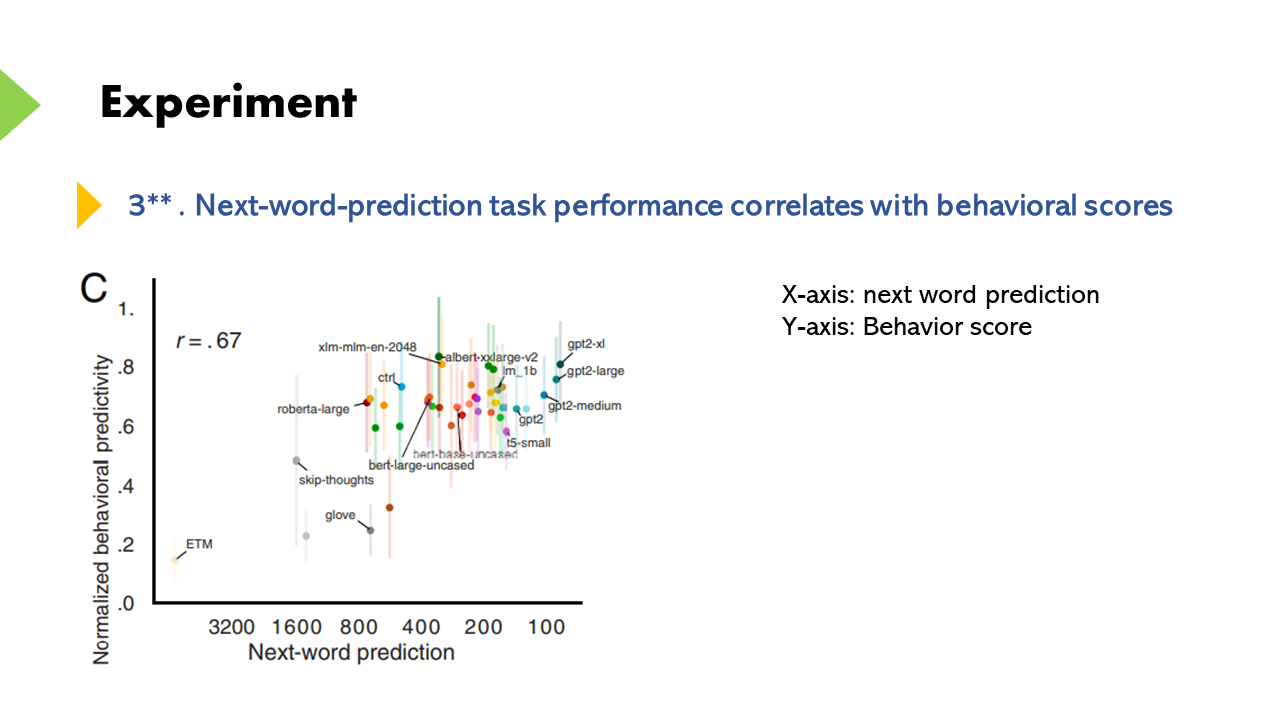 Experiment
3** . Next-word-prediction task performance correlates with behavioral scores
C
r = .67
Normalized behavioral predictivity
1.
.8
.6
.4
.2
.0
xlm-mlm-en-2048
albert-xxlarge-v2
gpt2-xl
ctrl
lm_1b
gpt2-large
roberta-large
gpt2-medium
gpt2
t5-small
bert-base-uncased
bert-large-uncased
skip-thoughts
glove
ETM
3200 1600 800 400 200 100
Next-word prediction
X-axis: next word prediction
Y-axis: Behavior score